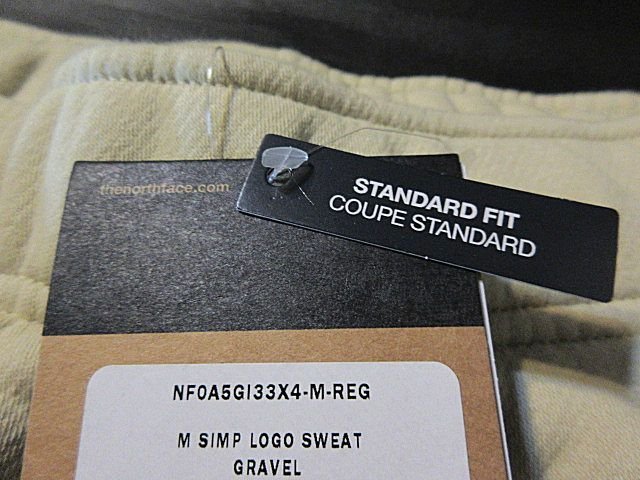 thenorthface.com
STANDARD FIT
COUPE STANDARD
NF0A5GI33X4-M-REG
M SIMP LOGO SWEAT
GRAVEL